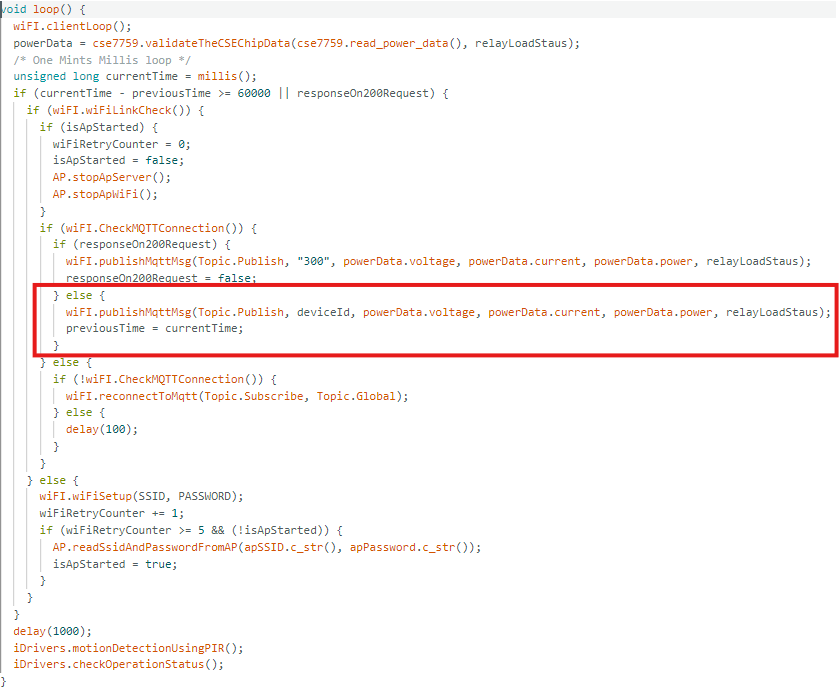 void loop() {
wiFI.clientLoop();
powerData = cse7759.validateTheCSEChipData(cse7759.read_power_data(), relayLoadStaus);
/* One Mints Millis loop */
unsigned long currentTime = millis();
if (currentTime - previousTime >= 60000 || responseOn200Request) {
if (wiFI.wiFiLinkCheck()) {
if (isApStarted) {
wiFiRetryCounter = 0;
isApStarted = false;
AP.stopApServer();
AP.stopApWiFi();
}
if (wiFI.CheckMQTTConnection()) {
if (responseOn200Request) {
wiFI.publishMqttMsg(Topic.Publish, "300", powerData.voltage, powerData.current, powerData.power, relayLoadStaus);
responseOn200Request = false;
} else {
wiFI.publishMqttMsg(Topic.Publish, deviceId, powerData.voltage, powerData.current, powerData.power, relayLoadStaus);
previousTime = currentTime;
}
} else {
if (!wiFI.CheckMQTTConnection()) {
wiFI.reconnectToMqtt(Topic.Subscribe, Topic.Global);
} else {
delay(100);
}
}
} else {
wiFI.wiFiSetup(SSID, PASSWORD);
wiFiRetryCounter += 1;
if (wiFiRetryCounter >= 5 && (!isApStarted)) {
AP.readSsidAndPasswordFromAP(apSSID.c_str(), apPassword.c_str());
isApStarted = true;
}
}
}
delay(1000);
iDrivers.motionDetectionUsingPIR();
iDrivers.checkOperationStatus();
}